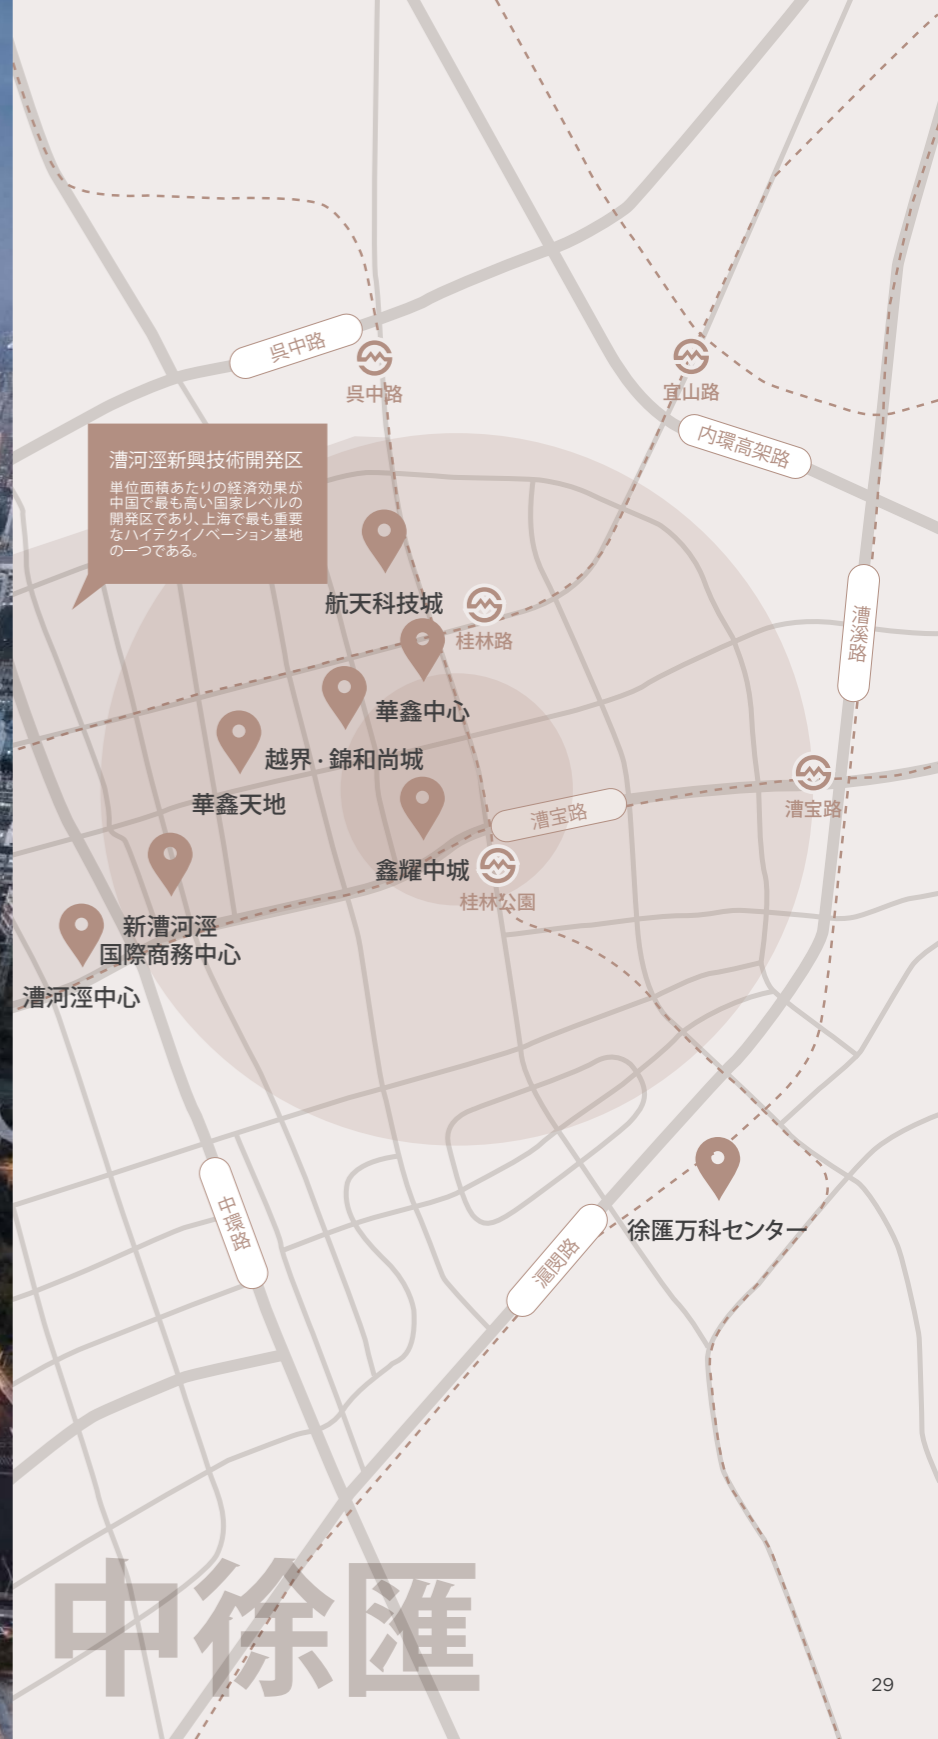 呉中路
呉中路
宜山路
内環高架路
漕河涇新興技術開発区
単位面積あたりの経済効果が
中国で最も高い国家レベルの
開発区であり、上海で最も重要
なハイテクイノベーション基地
の一つである。
航天科技城
桂林路
漕溪路
華鑫中心
越界·錦和尚城
華鑫天地
漕宝路
漕宝路
鑫耀中城
桂林公園
新漕河涇
国際商務中心
漕河涇中心
中環路
徐匯万科センター
滬閔路
中徐匯
29